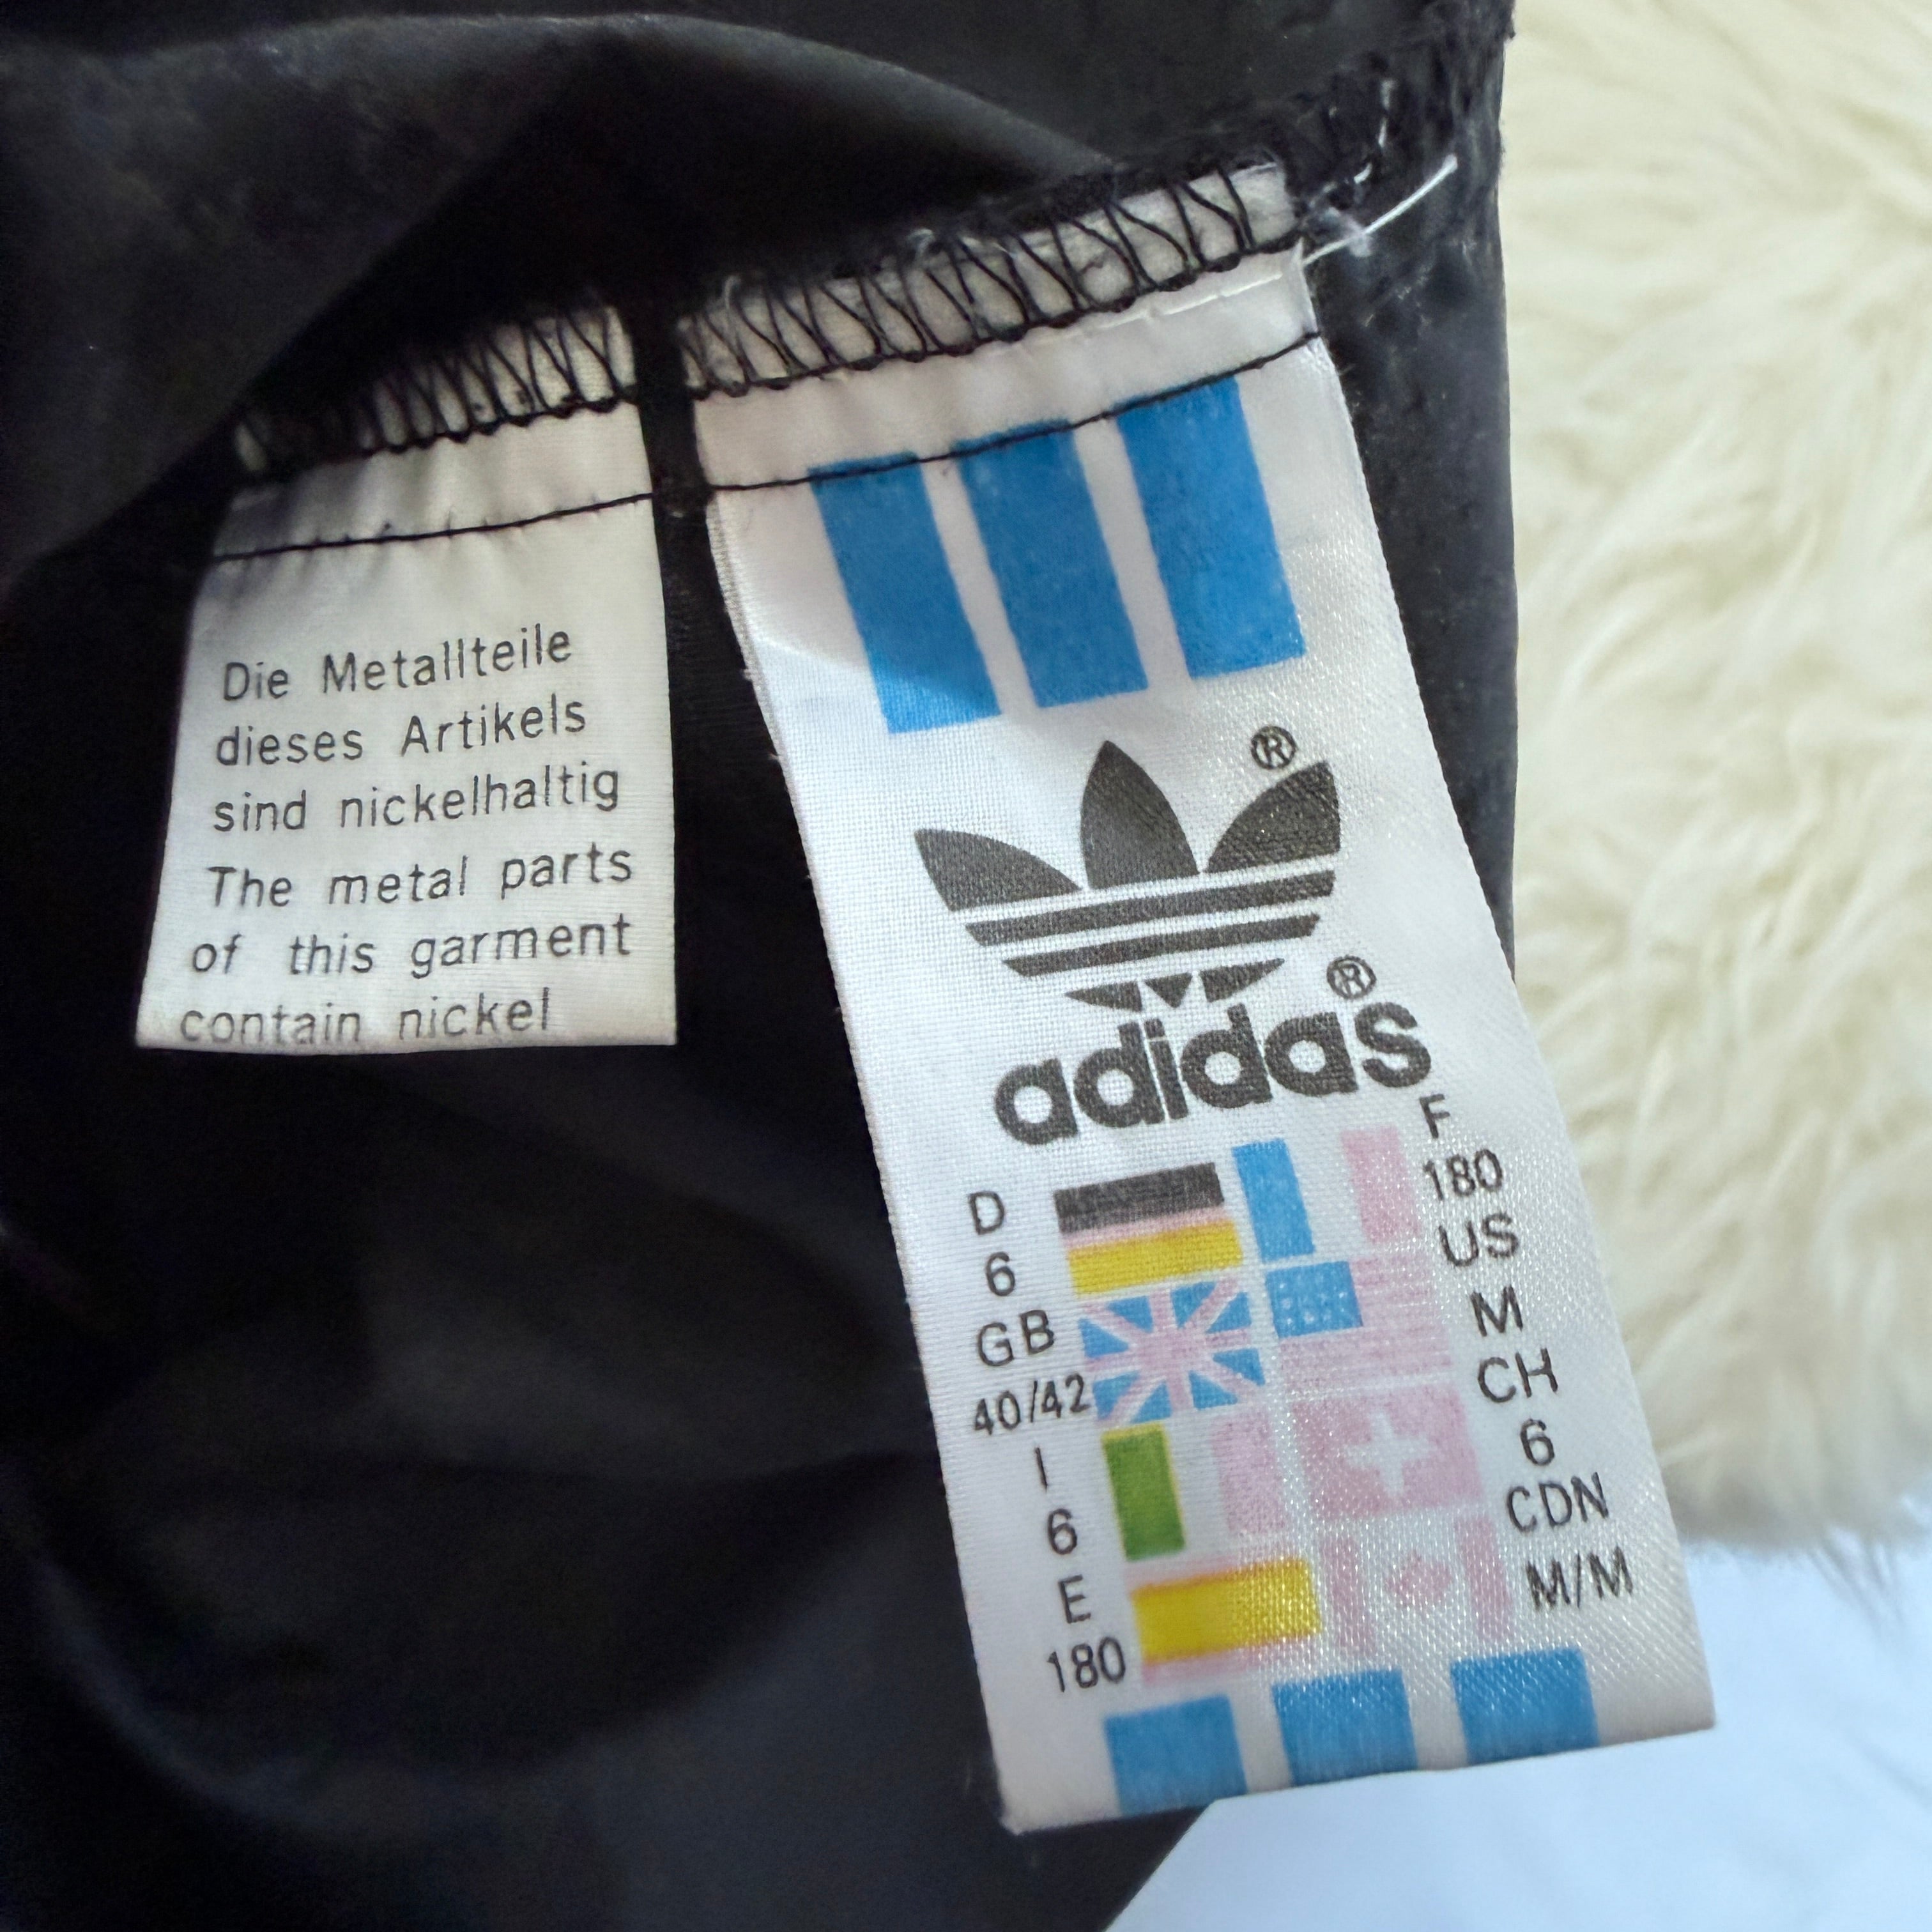 Die Metallteile
dieses Artikels
sind nickelhaltig
The metal parts
of this garment
contain nickel
®
adidas®
D
6
GB
40/42
I
6
E
180
F
180
US
M
CH
6
CDN
M/M